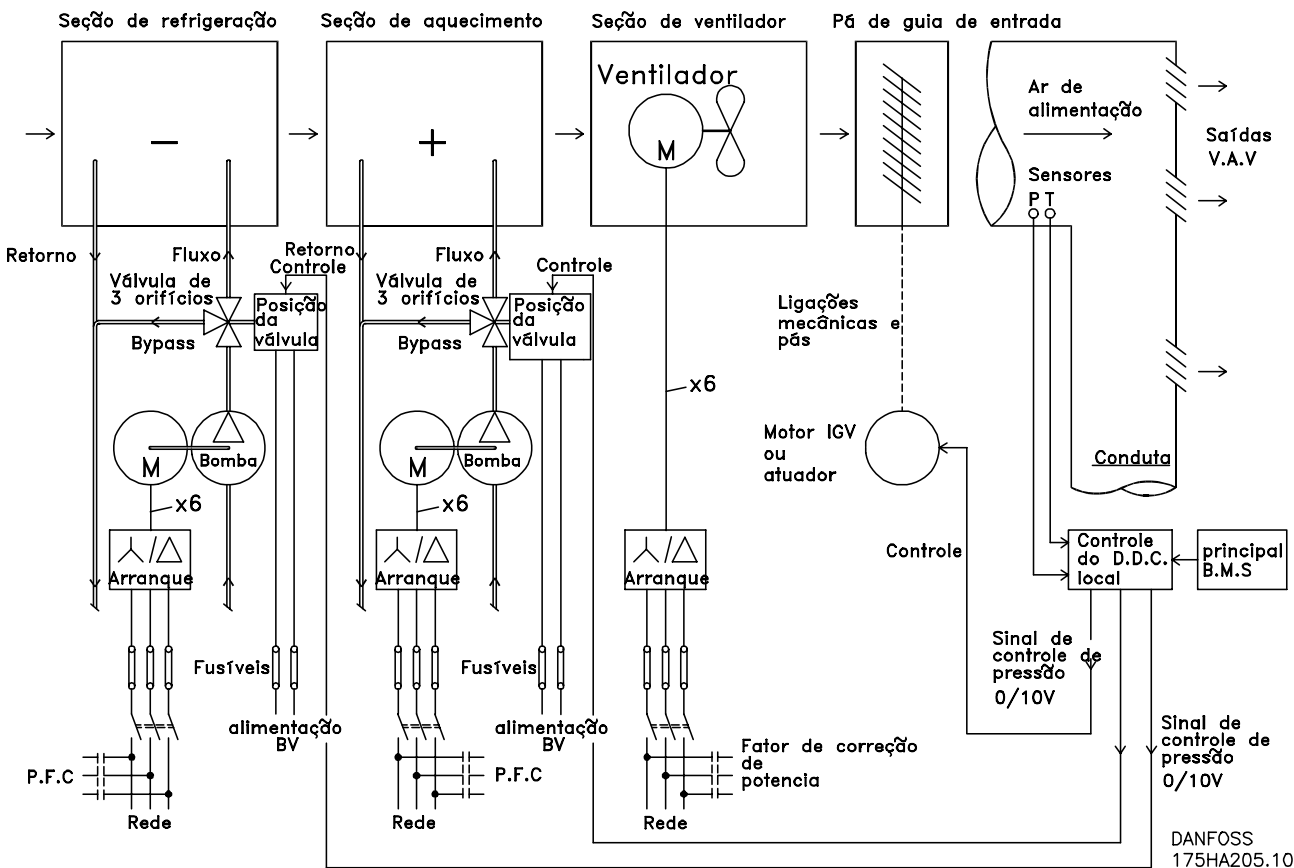 Seção de refrigeração
Seção de aquecimento
Seção de ventilador
Pá de guia de entrada
Ventilador
M
Ar de
alimentação
Saídas
V.A.V
Sensores
P T
−
+
Retorno
Fluxo
Válvula de
3 orifícios
Bypass
Controle
Posição
da
válvula
Retorno
Fluxo
Válvula de
3 orifícios
Bypass
Controle
Posição
da
válvula
Ligações
mecânicas e
pás
x6
M
Bomba
x6
M
Bomba
x6
Motor IGV
ou
atuador
Conduta
Arranque
Arranque
Arranque
Controle
Controle
do D.D.C.
local
principal
B.M.S
Fusíveis
Fusíveis
Sinal de
controle de
pressão
0/10V
alimentação
BV
alimentação
BV
Sinal de
controle de
pressão
0/10V
P.F.C
P.F.C
Fator de correção
de
potencia
Rede
Rede
Rede
DANFOSS
175HA205.10